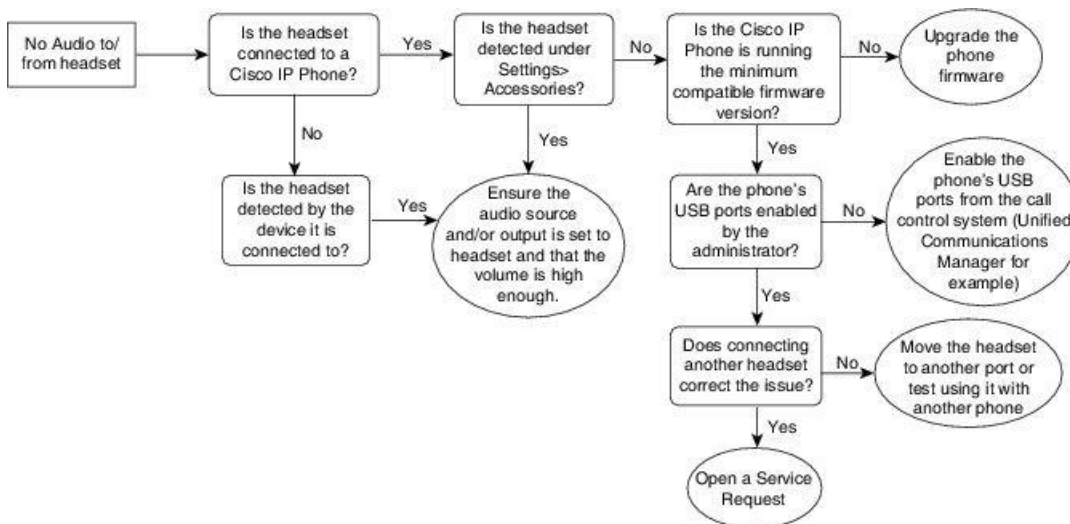 No Audio to/
from headset
Is the headset
connected to a
Cisco IP Phone?
Yes
Is the headset
detected under
Settings>
Accessories?
No
Is the Cisco IP
Phone is running
the minimum
compatible firmware
version?
No
Upgrade the
phone
firmware
No
Yes
Yes
Is the headset
detected by the
device it is
connected to?
Yes
Ensure the
audio source
and/or output is set to
headset and that the
volume is high
enough.
Are the phone's
USB ports enabled
by the
administrator?
No
Enable the
phone's USB
ports from the call
control system (Unified
Communications
Manager for
example)
Yes
Does connecting
another headset
correct the issue?
No
Move the headset
to another port or
test using it with
another phone
Yes
Open a Service
Request